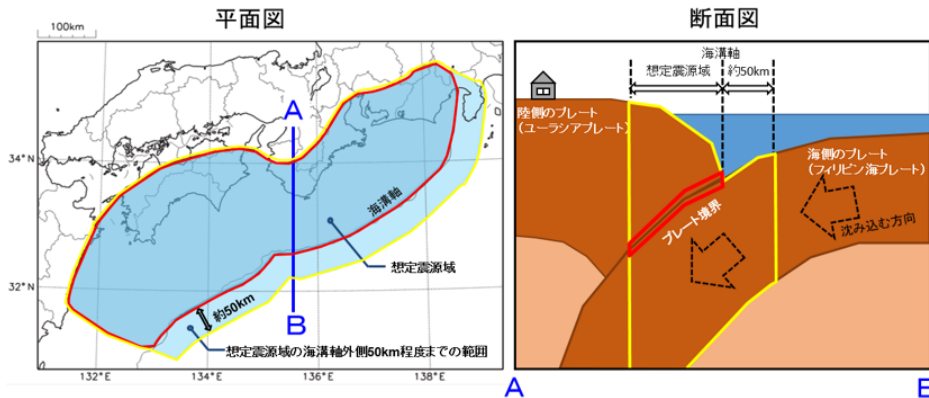 平面図
100km
A
34°N
海溝軸
想定震源域
32°N
約50km
B
想定震源域の海溝軸外側50km程度までの範囲
132°E
134°E
136°E
138°E
断面図
海溝軸
想定震源域
約50km
陸側のプレート
(ユーラシアプレート)
海側のプレート
(フィリピン海プレート)
プレート境界
沈み込む方向
A
B